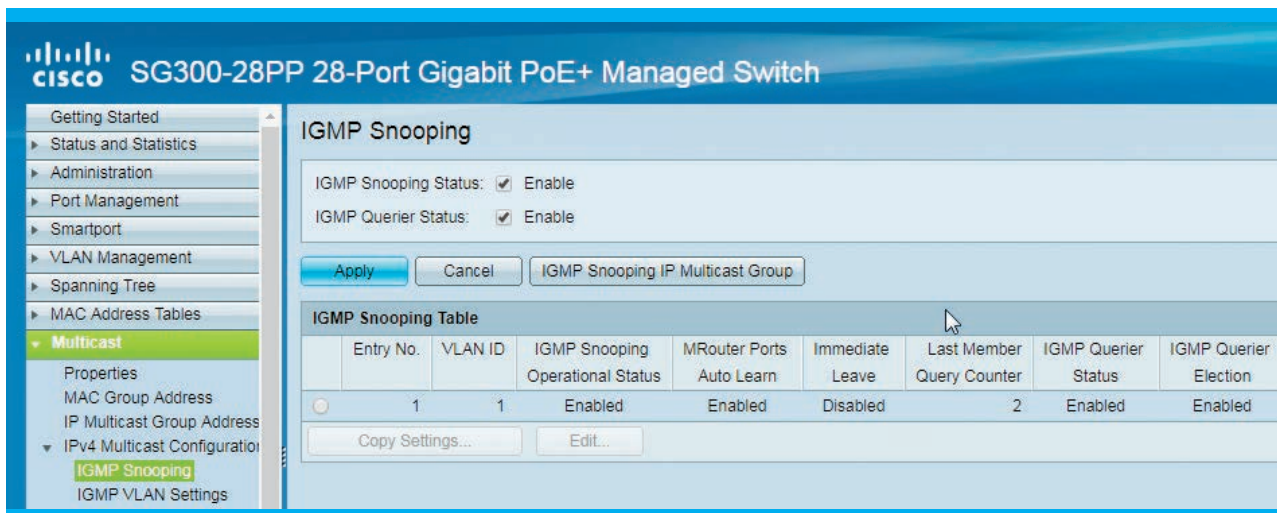 CISCO SG300-28PP 28-Port Gigabit PoE+ Managed Switch
Getting Started
Status and Statistics
Administration
Port Management
Smartport
VLAN Management
Spanning Tree
MAC Address Tables
Multicast
Properties
MAC Group Address
IP Multicast Group Address
IPv4 Multicast Configuration
IGMP Snooping
IGMP VLAN Settings
IGMP Snooping
IGMP Snooping Status: Enable
IGMP Querier Status: Enable
Apply Cancel IGMP Snooping IP Multicast Group
IGMP Snooping Table
Entry No. VLAN ID IGMP Snooping MRouter Ports Immediate Last Member IGMP Querier IGMP Querier
Operational Status Auto Learn Leave Query Counter Status Election
1 1 Enabled Enabled Disabled 2 Enabled Enabled
Copy Settings... Edit...